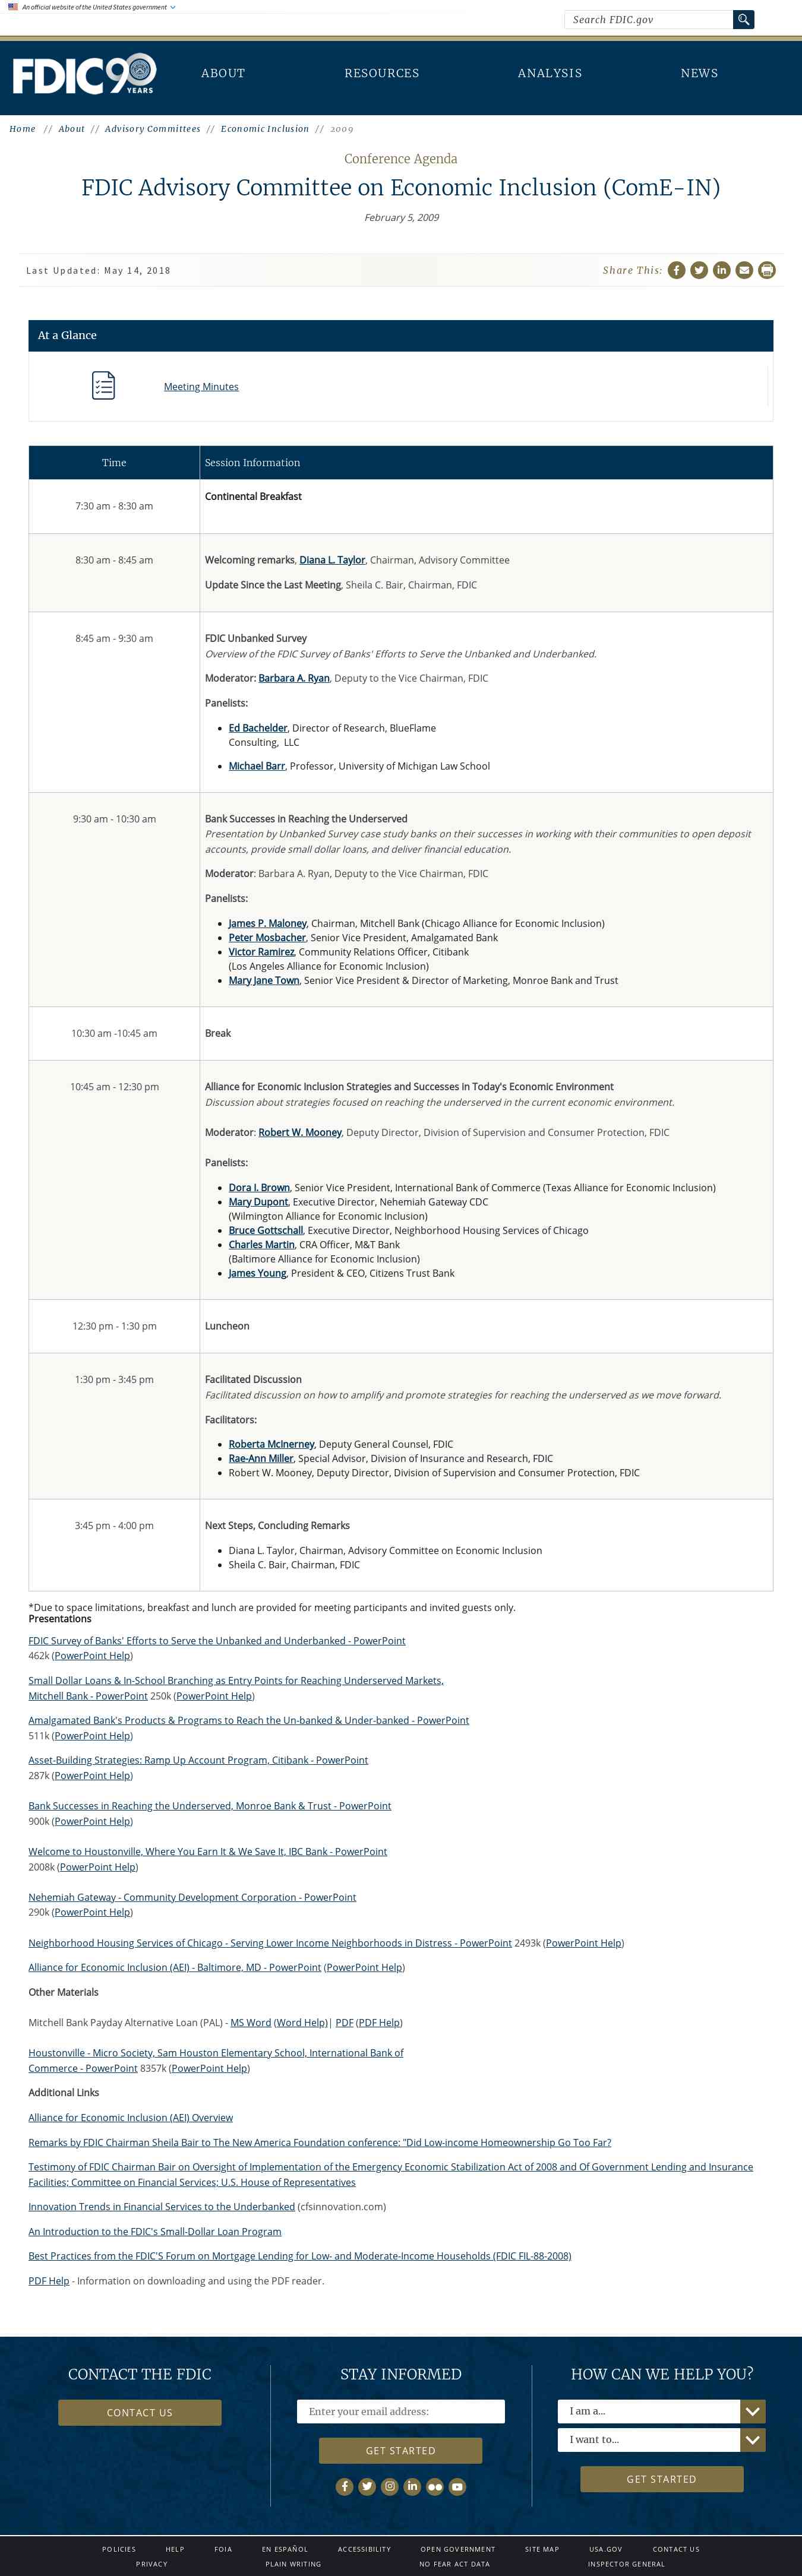 An official website of the United States government
Search FDIC.gov
FDIC 90 YEARS
ABOUT
RESOURCES
ANALYSIS
NEWS
Home // About // Advisory Committees // Economic Inclusion // 2009
Conference Agenda
FDIC Advisory Committee on Economic Inclusion (ComE-IN)
February 5, 2009
Last Updated: May 14, 2018
Share This:
At a Glance
Meeting Minutes
Time
Session Information
7:30 am - 8:30 am
Continental Breakfast
8:30 am - 8:45 am
Welcoming remarks, Diana L. Taylor, Chairman, Advisory Committee
Update Since the Last Meeting, Sheila C. Bair, Chairman, FDIC
8:45 am - 9:30 am
FDIC Unbanked Survey
Overview of the FDIC Survey of Banks' Efforts to Serve the Unbanked and Underbanked.
Moderator: Barbara A. Ryan, Deputy to the Vice Chairman, FDIC
Panelists:
Ed Bachelder, Director of Research, BlueFlame
Consulting, LLC
Michael Barr, Professor, University of Michigan Law School
9:30 am - 10:30 am
Bank Successes in Reaching the Underserved
Presentation by Unbanked Survey case study banks on their successes in working with their communities to open deposit
accounts, provide small dollar loans, and deliver financial education.
Moderator: Barbara A. Ryan, Deputy to the Vice Chairman, FDIC
Panelists:
James P. Maloney, Chairman, Mitchell Bank (Chicago Alliance for Economic Inclusion)
Peter Mosbacher, Senior Vice President, Amalgamated Bank
Victor Ramirez, Community Relations Officer, Citibank
(Los Angeles Alliance for Economic Inclusion)
Mary Jane Town, Senior Vice President & Director of Marketing, Monroe Bank and Trust
10:30 am -10:45 am
Break
10:45 am - 12:30 pm
Alliance for Economic Inclusion Strategies and Successes in Today's Economic Environment
Discussion about strategies focused on reaching the underserved in the current economic environment.
Moderator: Robert W. Mooney, Deputy Director, Division of Supervision and Consumer Protection, FDIC
Panelists:
Dora I. Brown, Senior Vice President, International Bank of Commerce (Texas Alliance for Economic Inclusion)
Mary Dupont, Executive Director, Nehemiah Gateway CDC
(Wilmington Alliance for Economic Inclusion)
Bruce Gottschall, Executive Director, Neighborhood Housing Services of Chicago
Charles Martin, CRA Officer, M&T Bank
(Baltimore Alliance for Economic Inclusion)
James Young, President & CEO, Citizens Trust Bank
12:30 pm - 1:30 pm
Luncheon
1:30 pm - 3:45 pm
Facilitated Discussion
Facilitated discussion on how to amplify and promote strategies for reaching the underserved as we move forward.
Facilitators:
Roberta McInerney, Deputy General Counsel, FDIC
Rae-Ann Miller, Special Advisor, Division of Insurance and Research, FDIC
Robert W. Mooney, Deputy Director, Division of Supervision and Consumer Protection, FDIC
3:45 pm - 4:00 pm
Next Steps, Concluding Remarks
Diana L. Taylor, Chairman, Advisory Committee on Economic Inclusion
Sheila C. Bair, Chairman, FDIC
*Due to space limitations, breakfast and lunch are provided for meeting participants and invited guests only.
Presentations
FDIC Survey of Banks' Efforts to Serve the Unbanked and Underbanked - PowerPoint
462k (PowerPoint Help)
Small Dollar Loans & In-School Branching as Entry Points for Reaching Underserved Markets,
Mitchell Bank - PowerPoint 250k (PowerPoint Help)
Amalgamated Bank's Products & Programs to Reach the Un-banked & Under-banked - PowerPoint
511k (PowerPoint Help)
Asset-Building Strategies: Ramp Up Account Program, Citibank - PowerPoint
287k (PowerPoint Help)
Bank Successes in Reaching the Underserved, Monroe Bank & Trust - PowerPoint
900k (PowerPoint Help)
Welcome to Houstonville, Where You Earn It & We Save It, IBC Bank - PowerPoint
2008k (PowerPoint Help)
Nehemiah Gateway - Community Development Corporation - PowerPoint
290k (PowerPoint Help)
Neighborhood Housing Services of Chicago - Serving Lower Income Neighborhoods in Distress - PowerPoint 2493k (PowerPoint Help)
Alliance for Economic Inclusion (AEI) - Baltimore, MD - PowerPoint (PowerPoint Help)
Other Materials
Mitchell Bank Payday Alternative Loan (PAL) - MS Word (Word Help)| PDF (PDF Help)
Houstonville - Micro Society, Sam Houston Elementary School, International Bank of
Commerce - PowerPoint 8357k (PowerPoint Help)
Additional Links
Alliance for Economic Inclusion (AEI) Overview
Remarks by FDIC Chairman Sheila Bair to The New America Foundation conference: "Did Low-income Homeownership Go Too Far?
Testimony of FDIC Chairman Bair on Oversight of Implementation of the Emergency Economic Stabilization Act of 2008 and Of Government Lending and Insurance
Facilities; Committee on Financial Services; U.S. House of Representatives
Innovation Trends in Financial Services to the Underbanked (cfsinnovation.com)
An Introduction to the FDIC's Small-Dollar Loan Program
Best Practices from the FDIC'S Forum on Mortgage Lending for Low- and Moderate-Income Households (FDIC FIL-88-2008)
PDF Help - Information on downloading and using the PDF reader.
CONTACT THE FDIC
CONTACT US
STAY INFORMED
Enter your email address:
GET STARTED
HOW CAN WE HELP YOU?
I am a...
I want to...
GET STARTED
POLICIES HELP FOIA EN ESPAÑOL ACCESSIBILITY OPEN GOVERNMENT SITE MAP USA.GOV CONTACT US
PRIVACY PLAIN WRITING NO FEAR ACT DATA INSPECTOR GENERAL